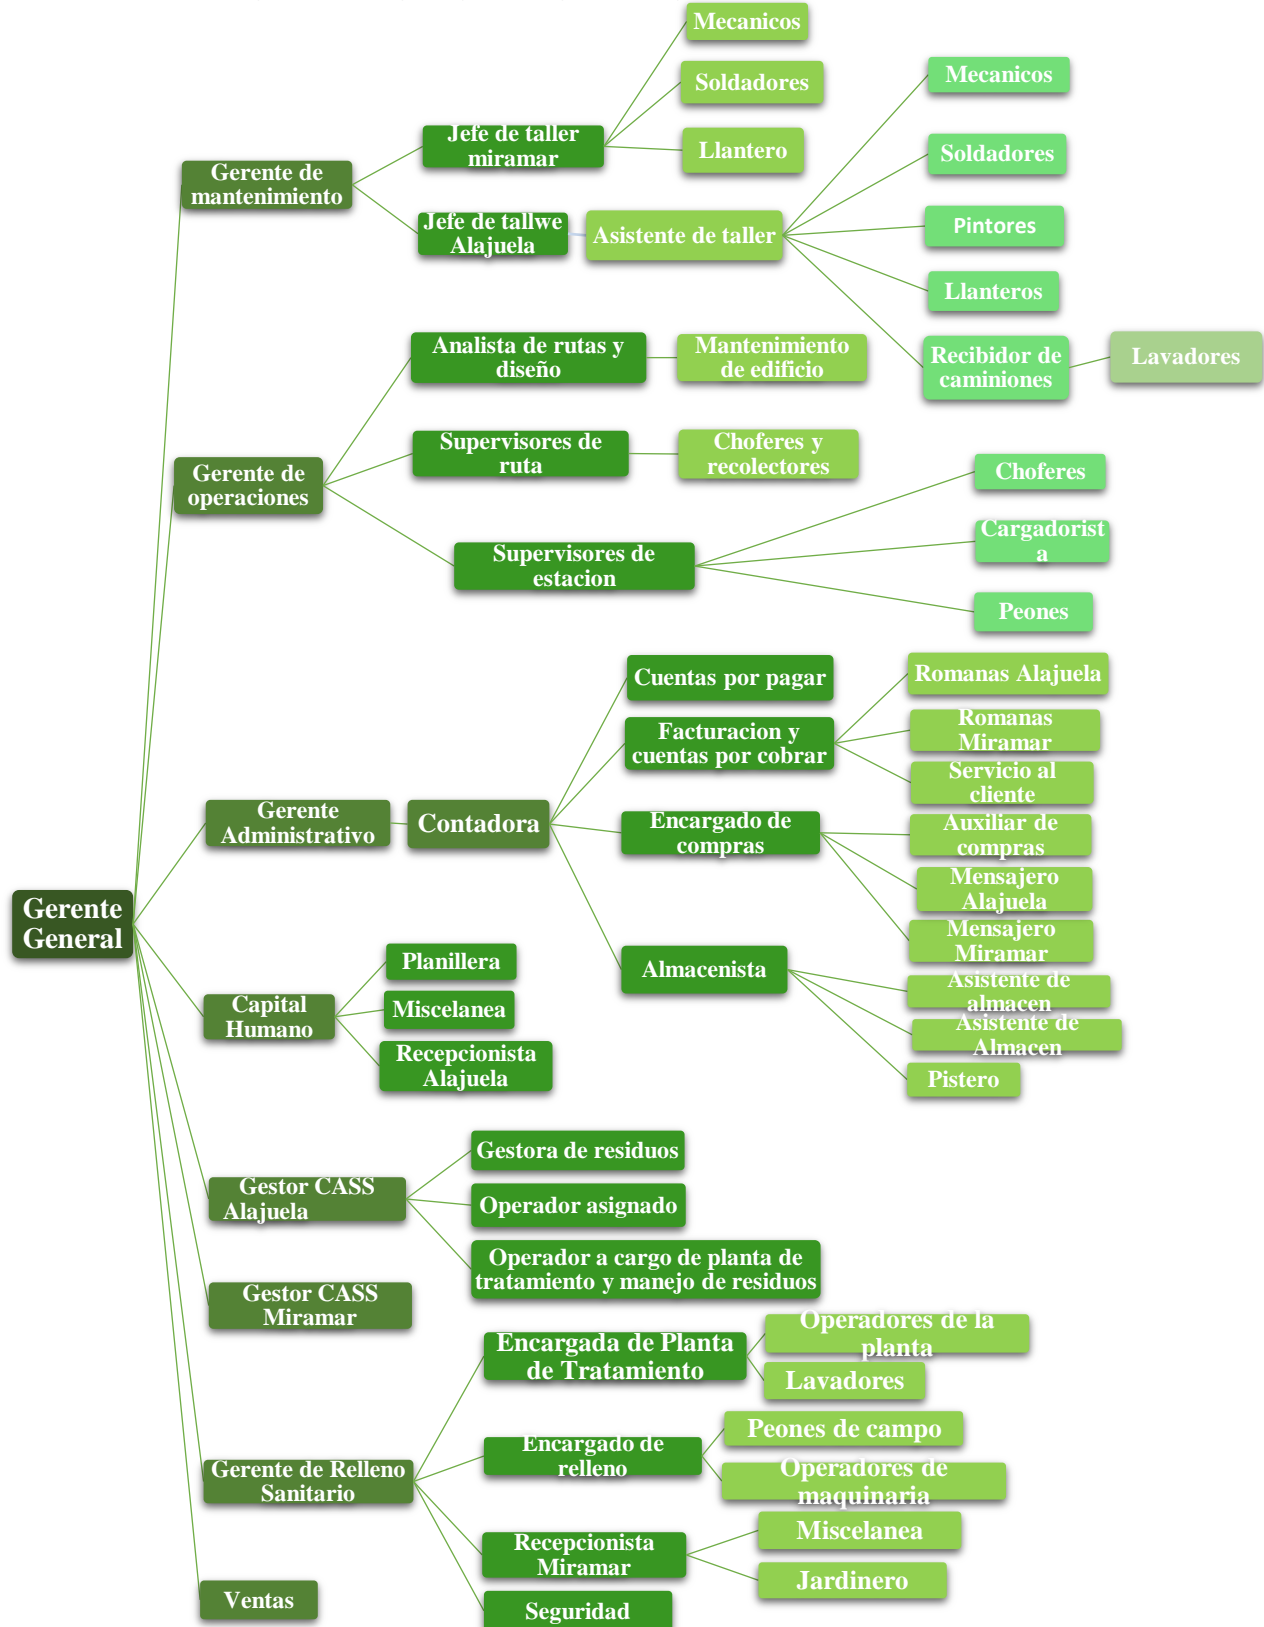 Mecanicos
Soldadores
Jefe de taller
miramar
Llantero
Gerente de
mantenimiento
Jefe de tallwe
Alajuela
Asistente de taller
Mecanicos
Soldadores
Pintores
Llanteros
Recibidor de
caminiones
Lavadores
Analista de rutas y
diseño
Mantenimiento
de edificio
Supervisores de
ruta
Choferes y
recolectores
Gerente de
operaciones
Supervisores de
estacion
Choferes
Cargadorist
a
Peones
Cuentas por pagar
Facturacion y
cuentas por cobrar
Romanas Alajuela
Romanas
Miramar
Servicio al
cliente
Gerente
Administrativo
Contadora
Encargado de
compras
Auxiliar de
compras
Mensajero
Alajuela
Mensajero
Miramar
Almacenista
Asistente de
almacen
Asistente de
Almacen
Pistero
Gerente
General
Capital
Humano
Planillera
Miscelanea
Recepcionista
Alajuela
Gestor CASS
Alajuela
Gestora de residuos
Operador asignado
Operador a cargo de planta de
tratamiento y manejo de residuos
Gestor CASS
Miramar
Gerente de Relleno
Sanitario
Encargada de Planta
de Tratamiento
Operadores de la
planta
Lavadores
Encargado de
relleno
Peones de campo
Operadores de
maquinaria
Recepcionista
Miramar
Miscelanea
Jardinero
Seguridad
Ventas